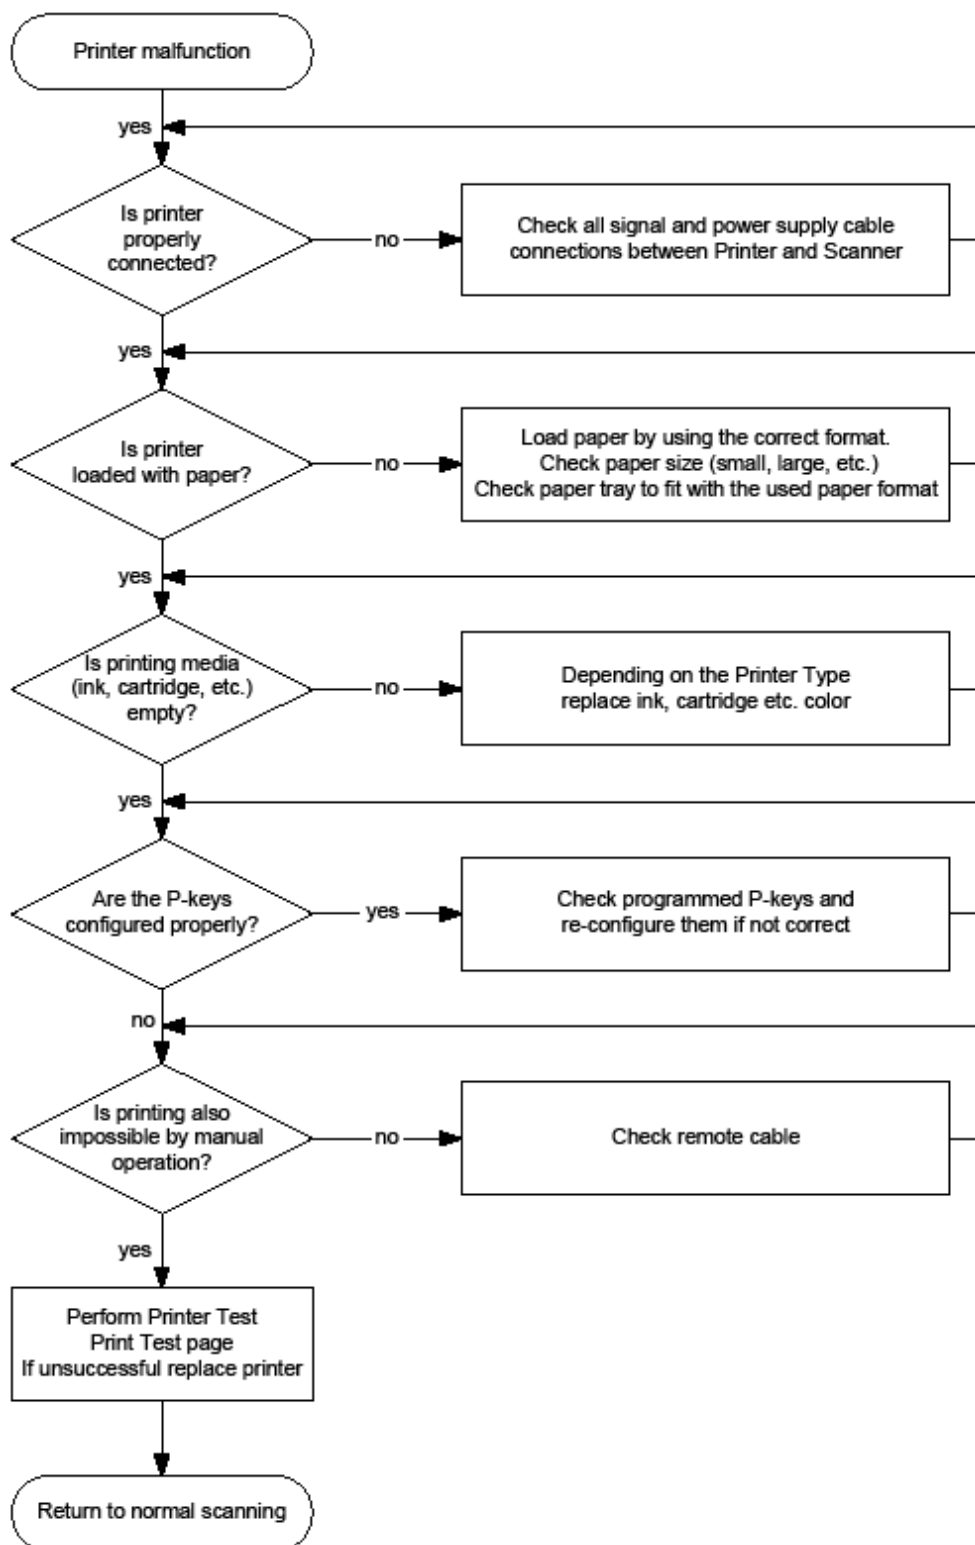 Printer malfunction
yes
Is printer
properly
connected?
no
Check all signal and power supply cable
connections between Printer and Scanner
yes
Is printer
loaded with paper?
no
Load paper by using the correct format.
Check paper size (small, large, etc.)
Check paper tray to fit with the used paper format
yes
Is printing media
(ink, cartridge, etc.)
empty?
no
Depending on the Printer Type
replace ink, cartridge etc. color
yes
Are the P-keys
configured properly?
yes
Check programmed P-keys and
re-configure them if not correct
no
Is printing also
impossible by manual
operation?
no
Check remote cable
yes
Perform Printer Test
Print Test page
If unsuccessful replace printer
Return to normal scanning